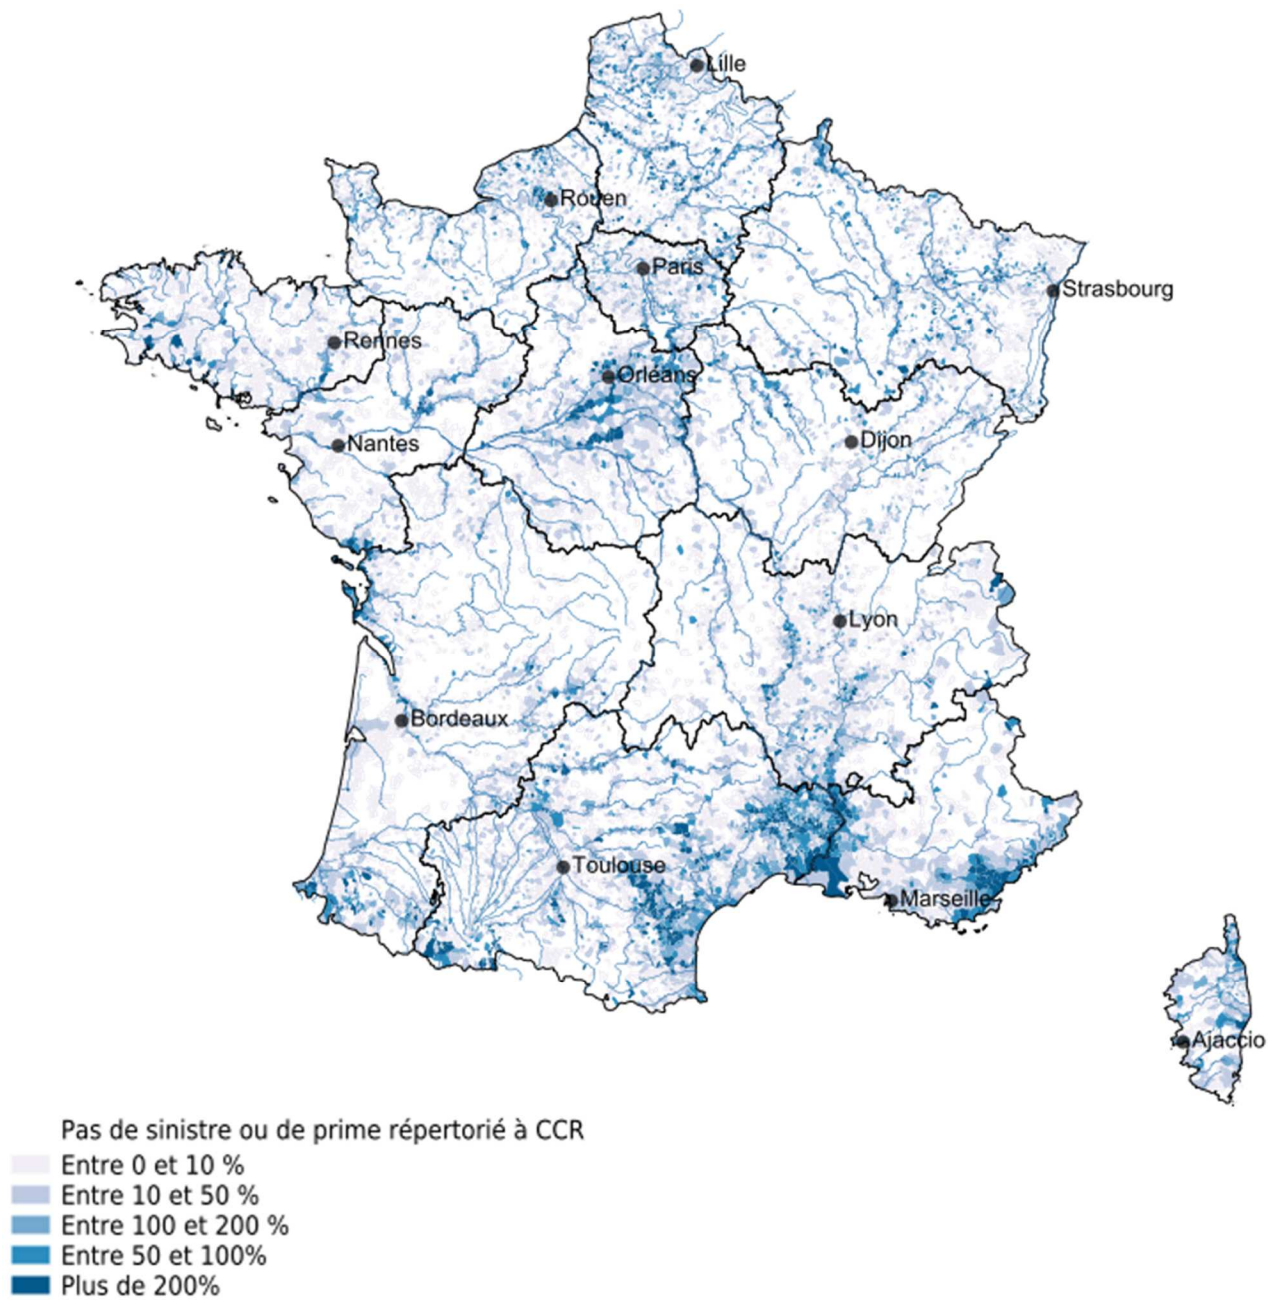 Lille
Rouen
Paris
Strasbourg
Rennes
Orléans
Dijon
Nantes
Lyon
Bordeaux
Toulouse
Marseille
Ajaccio
Pas de sinistre ou de prime répertorié à CCR
Entre 0 et 10 %
Entre 10 et 50 %
Entre 100 et 200 %
Entre 50 et 100%
Plus de 200%